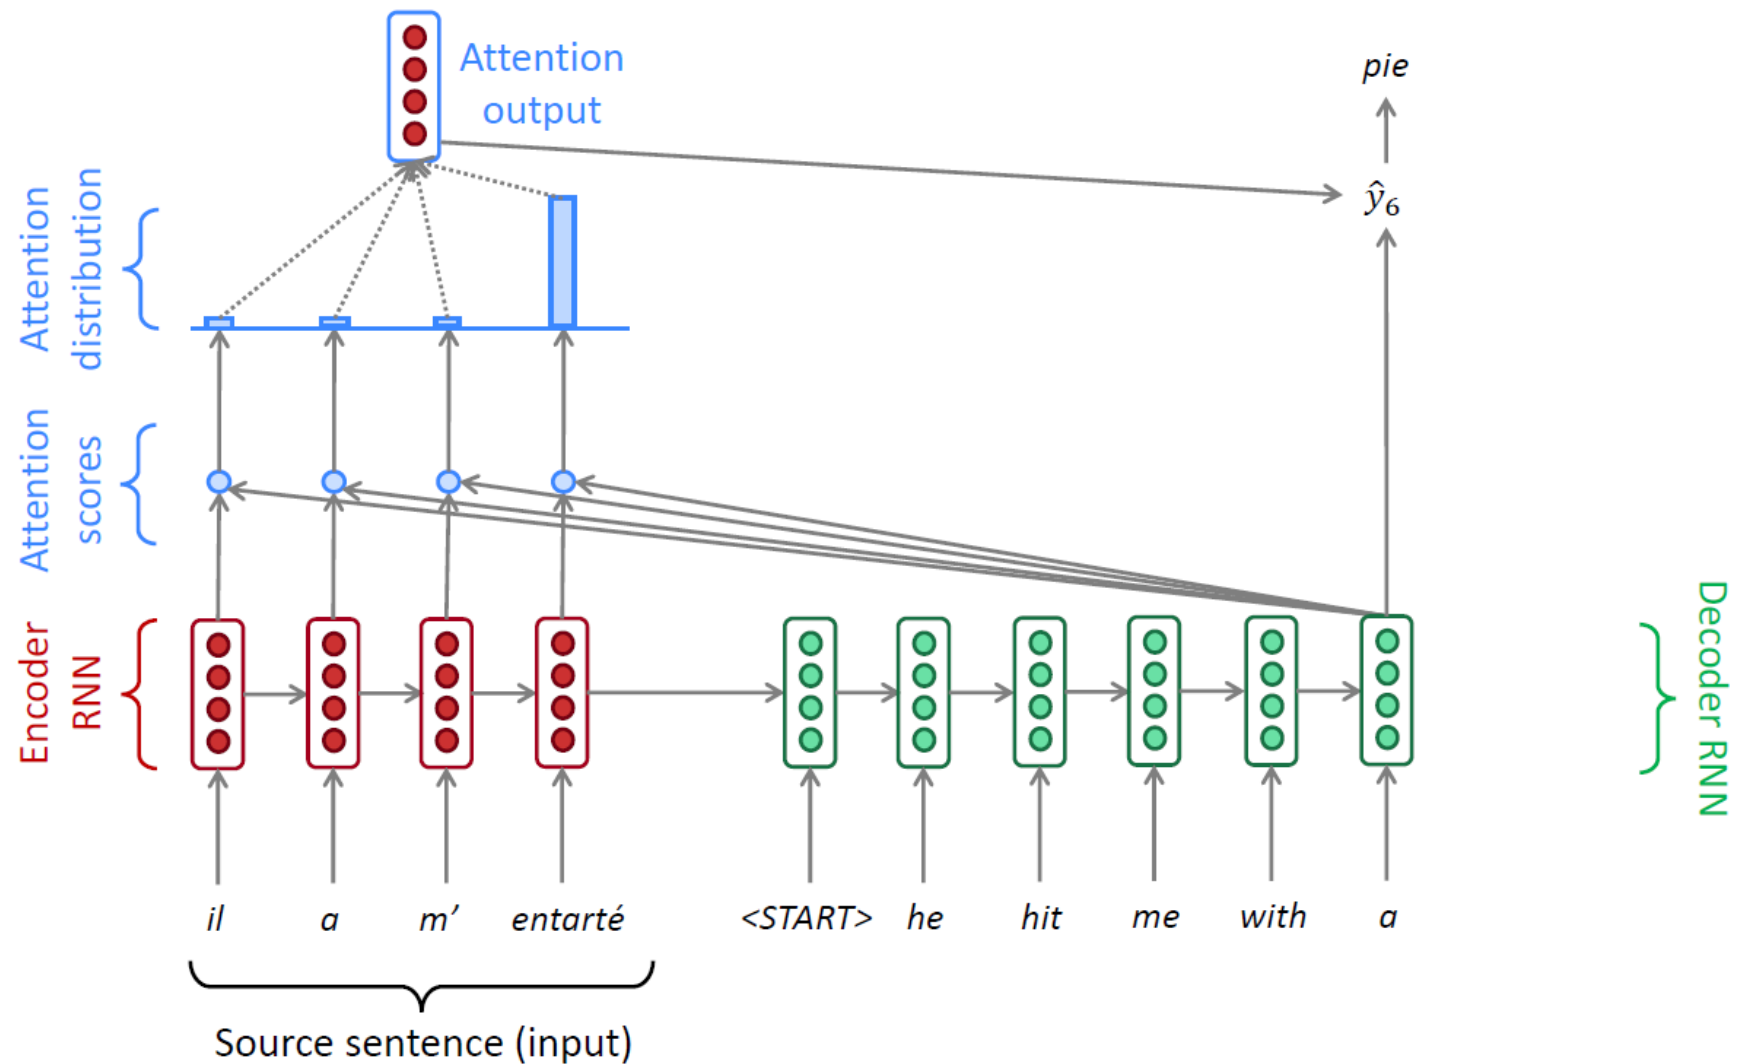 Attention
output
pie
ŷ₆
Attention
distribution
Attention
scores
Encoder
RNN
Decoder RNN
il a m’ entarté <START> he hit me with a
Source sentence (input)